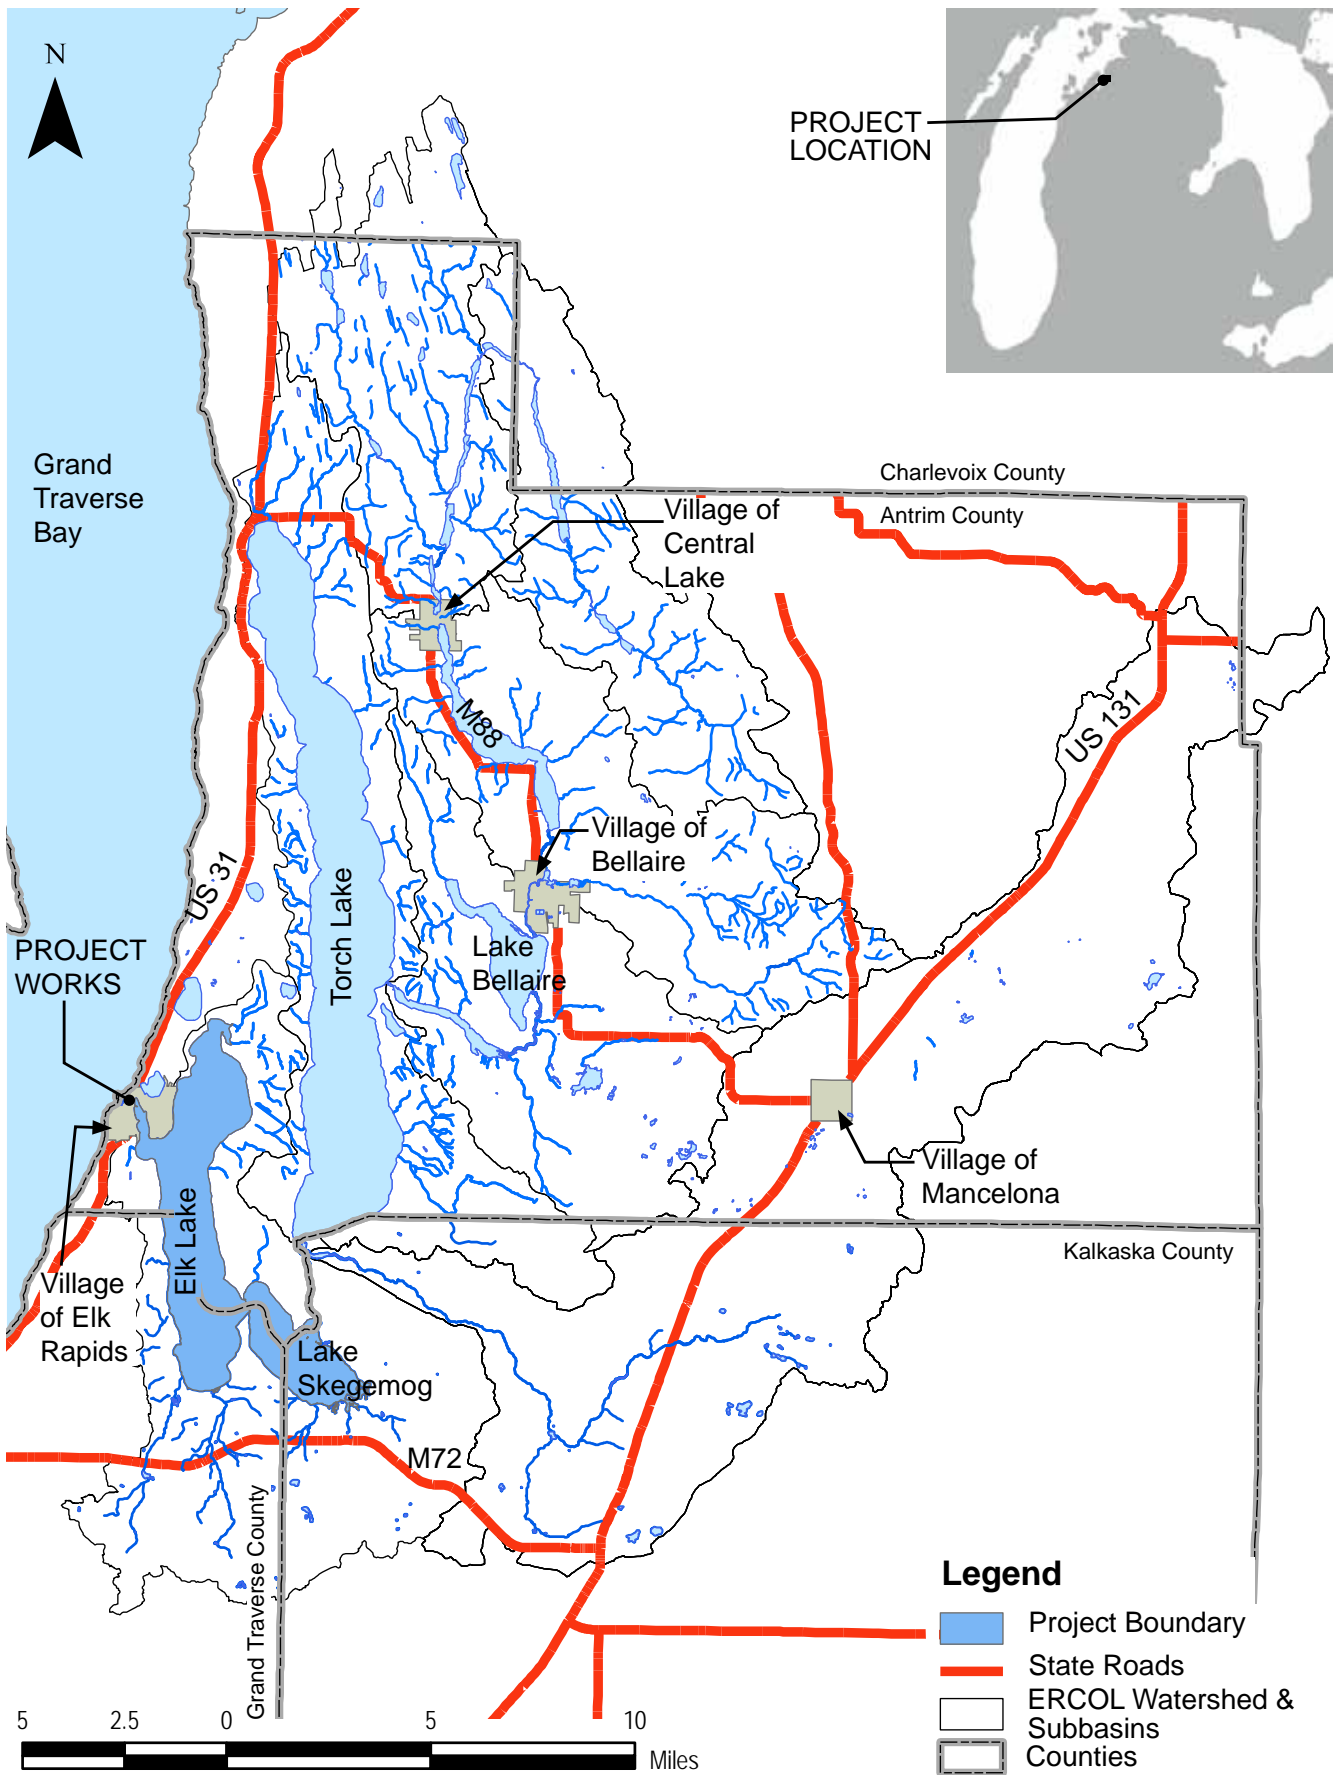 N
PROJECT
LOCATION
Grand
Traverse
Bay
Charlevoix County
Antrim County
Village of
Central
Lake
M88
US 131
Village of
Bellaire
US 31
Torch Lake
Lake
Bellaire
PROJECT
WORKS
Village of
Mancelona
Elk Lake
Kalkaska County
Village
of Elk
Rapids
Lake
Skegemog
M72
Grand Traverse County
Legend
Project Boundary
State Roads
ERCOL Watershed &
Subbasins
Counties
5 2.5 0 5 10
Miles